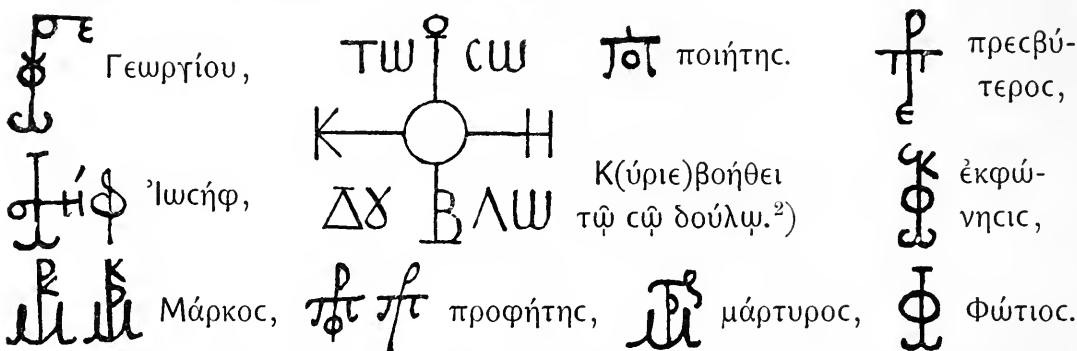 Γεωργίου,
ΤΩ ϹΩ
ποιήτης.
πρεσβύ-
τερος,
Κ Η
Ἰωσήφ,
Δȣ Β ΛΩ
Κ(ύριε)βοήθει
τῷ σῷ δούλῳ.²)
ἐκφώ-
νησις,
Μάρκος,
προφήτης,
μάρτυρος,
Φώτιος.